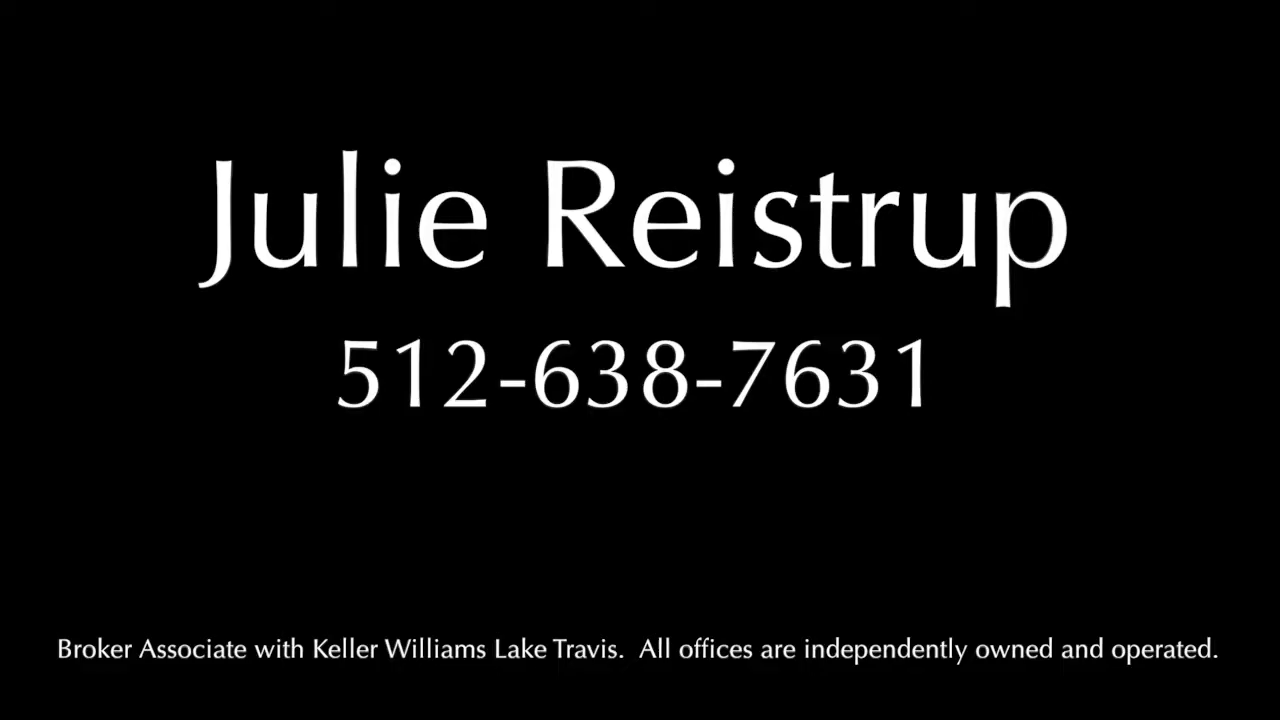 Julie Reistrup
512-638-7631
Broker Associate with Keller Williams Lake Travis.  All offices are independently owned and operated.